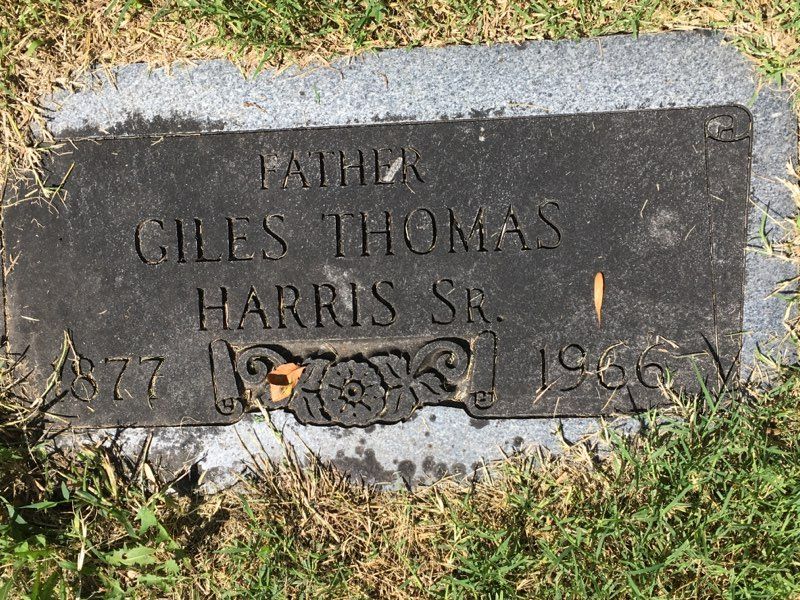 FATHER
GILES THOMAS
HARRIS SR.
1877 1966